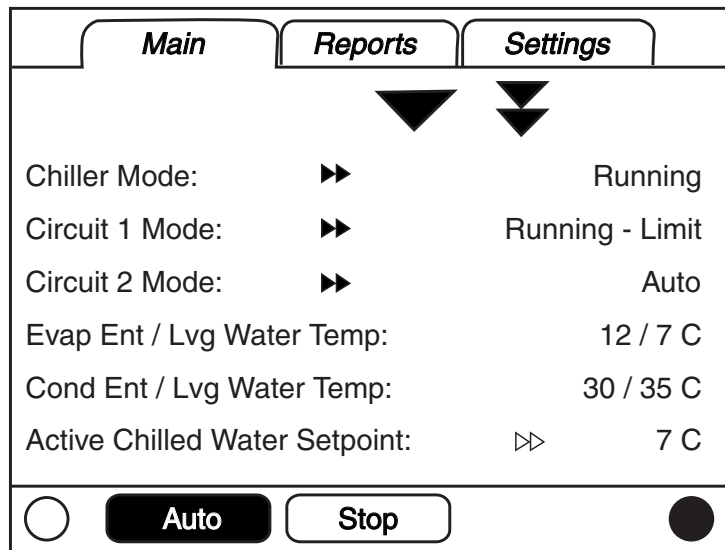 Main Reports Settings
Chiller Mode: Running
Circuit 1 Mode: Running - Limit
Circuit 2 Mode: Auto
Evap Ent / Lvg Water Temp: 12 / 7 C
Cond Ent / Lvg Water Temp: 30 / 35 C
Active Chilled Water Setpoint: 7 C
Auto Stop